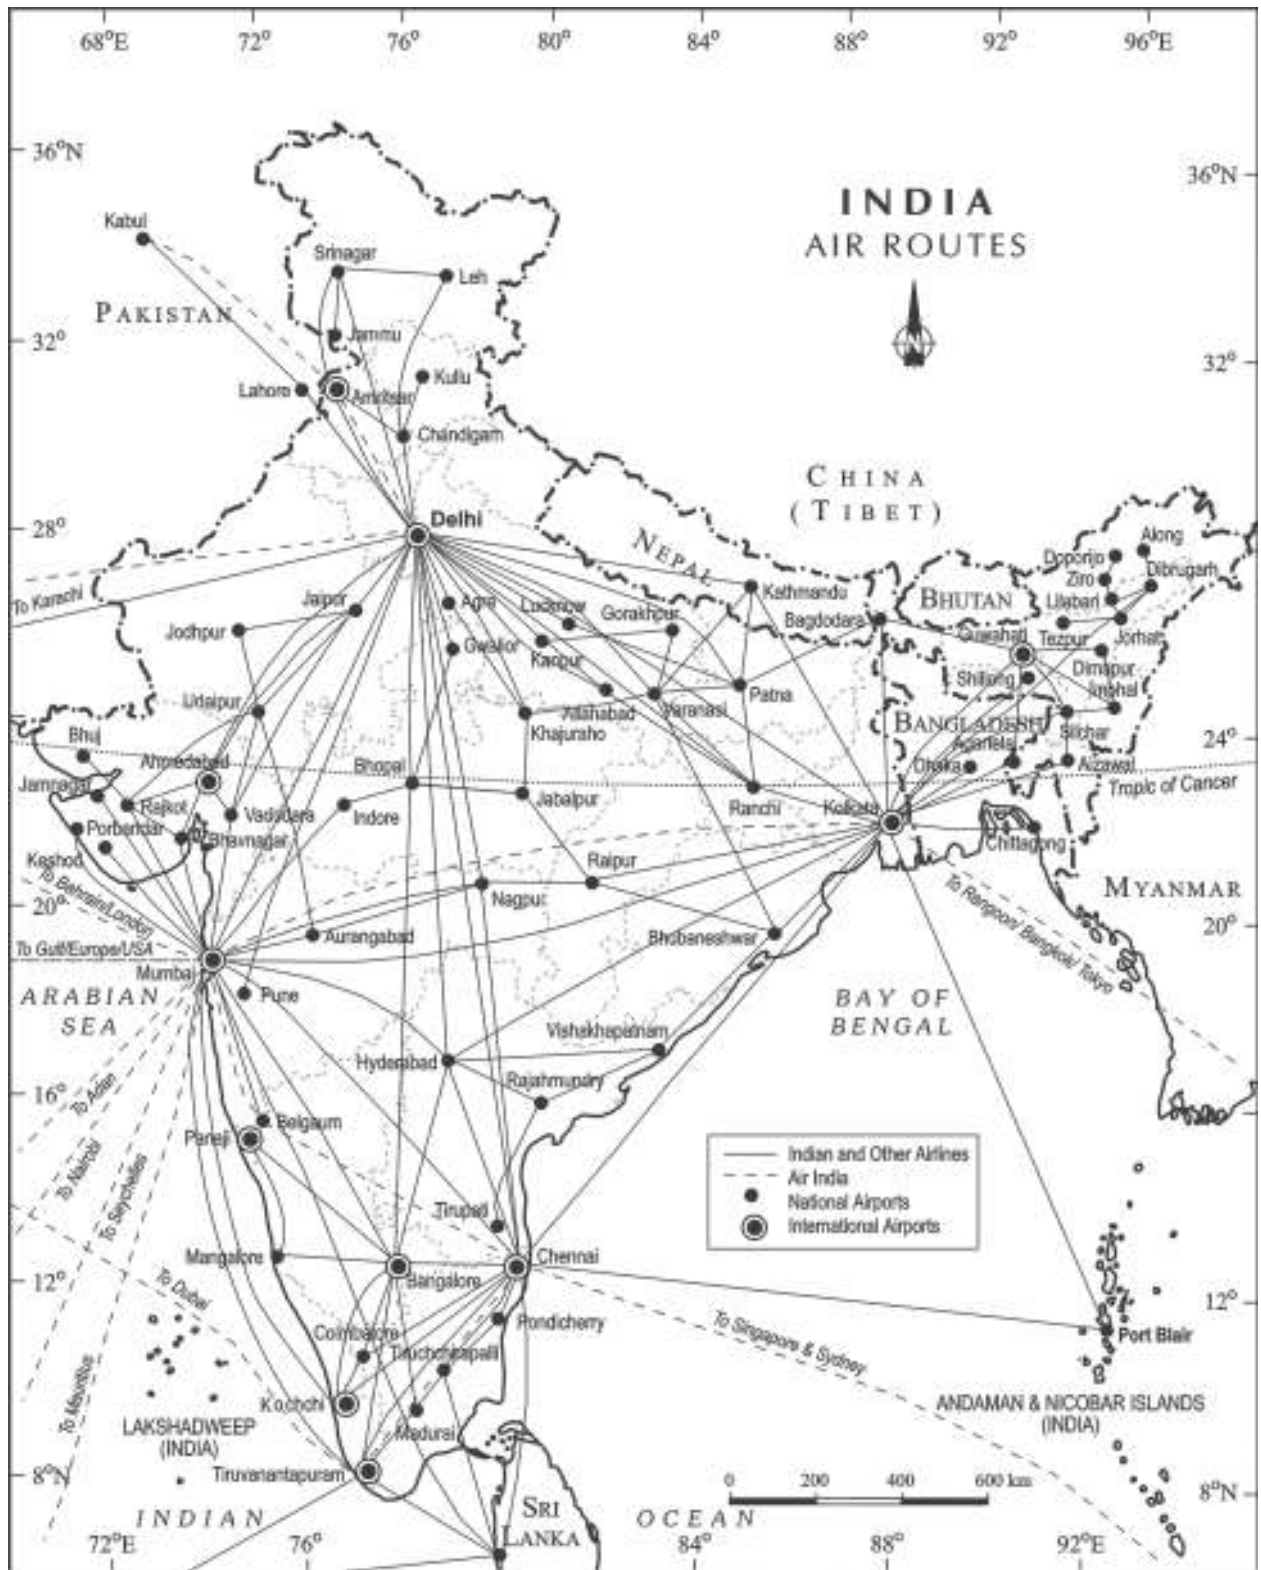 68°E 72° 76° 80° 84° 88° 92° 96°E
36°N
36°N
INDIA
AIR ROUTES
Kabul
Srinagar
Leh
PAKISTAN
Jammu
32°
32°
Kullu
Lahore
Amritsar
Chandigarh
CHINA
(TIBET)
28°
Delhi
NEPAL
Along
Doporijo
Ziro
Dibrugarh
To Karachi
Jaipur
Agra
Lucknow
Gorakhpur
Kathmandu
BHUTAN
Lilabari
Jodhpur
Gwalior
Kanpur
Bagdodara
Guwahati
Tezpur
Jorhat
Dimapur
Shillong
Imphal
Udaipur
Allahabad
Varanasi
Patna
BANGLADESH
Silchar
Khajuraho
Bhuj
24°
Ahmedabad
Bhopal
Agartala
Dhaka
Aizawal
Jamnagar
Rajkot
Vadodara
Indore
Jabalpur
Ranchi
Kolkata
Tropic of Cancer
Porbandar
Bhavnagar
Chittagong
Keshod
Raipur
To Bahrain/London
Nagpur
MYANMAR
20°
20°
To Rangoon/ Bangkok/ Tokyo
Aurangabad
Bhubaneshwar
To Gulf/Europe/USA
Mumbai
Pune
ARABIAN
SEA
BAY OF
BENGAL
Vishakhapatnam
Hyderabad
Rajahmundry
16°
To Adan
Belgaum
Panaji
To Nairobi
Indian and Other Airlines
Air India
National Airports
International Airports
To Seychelles
Tirupati
Mangalore
Chennai
Bangalore
12°
12°
To Dubai
Coimbatore
Pondicherry
Port Blair
To Singapore & Sydney
Tiruchchirapalli
To Mauritius
Kochchi
Madurai
LAKSHADWEEP
(INDIA)
ANDAMAN & NICOBAR ISLANDS
(INDIA)
Tiruvanantapuram
8°N
8°N
0 200 400 600 km
INDIAN
SRI
LANKA
OCEAN
72°E 76° 84° 88° 92°E